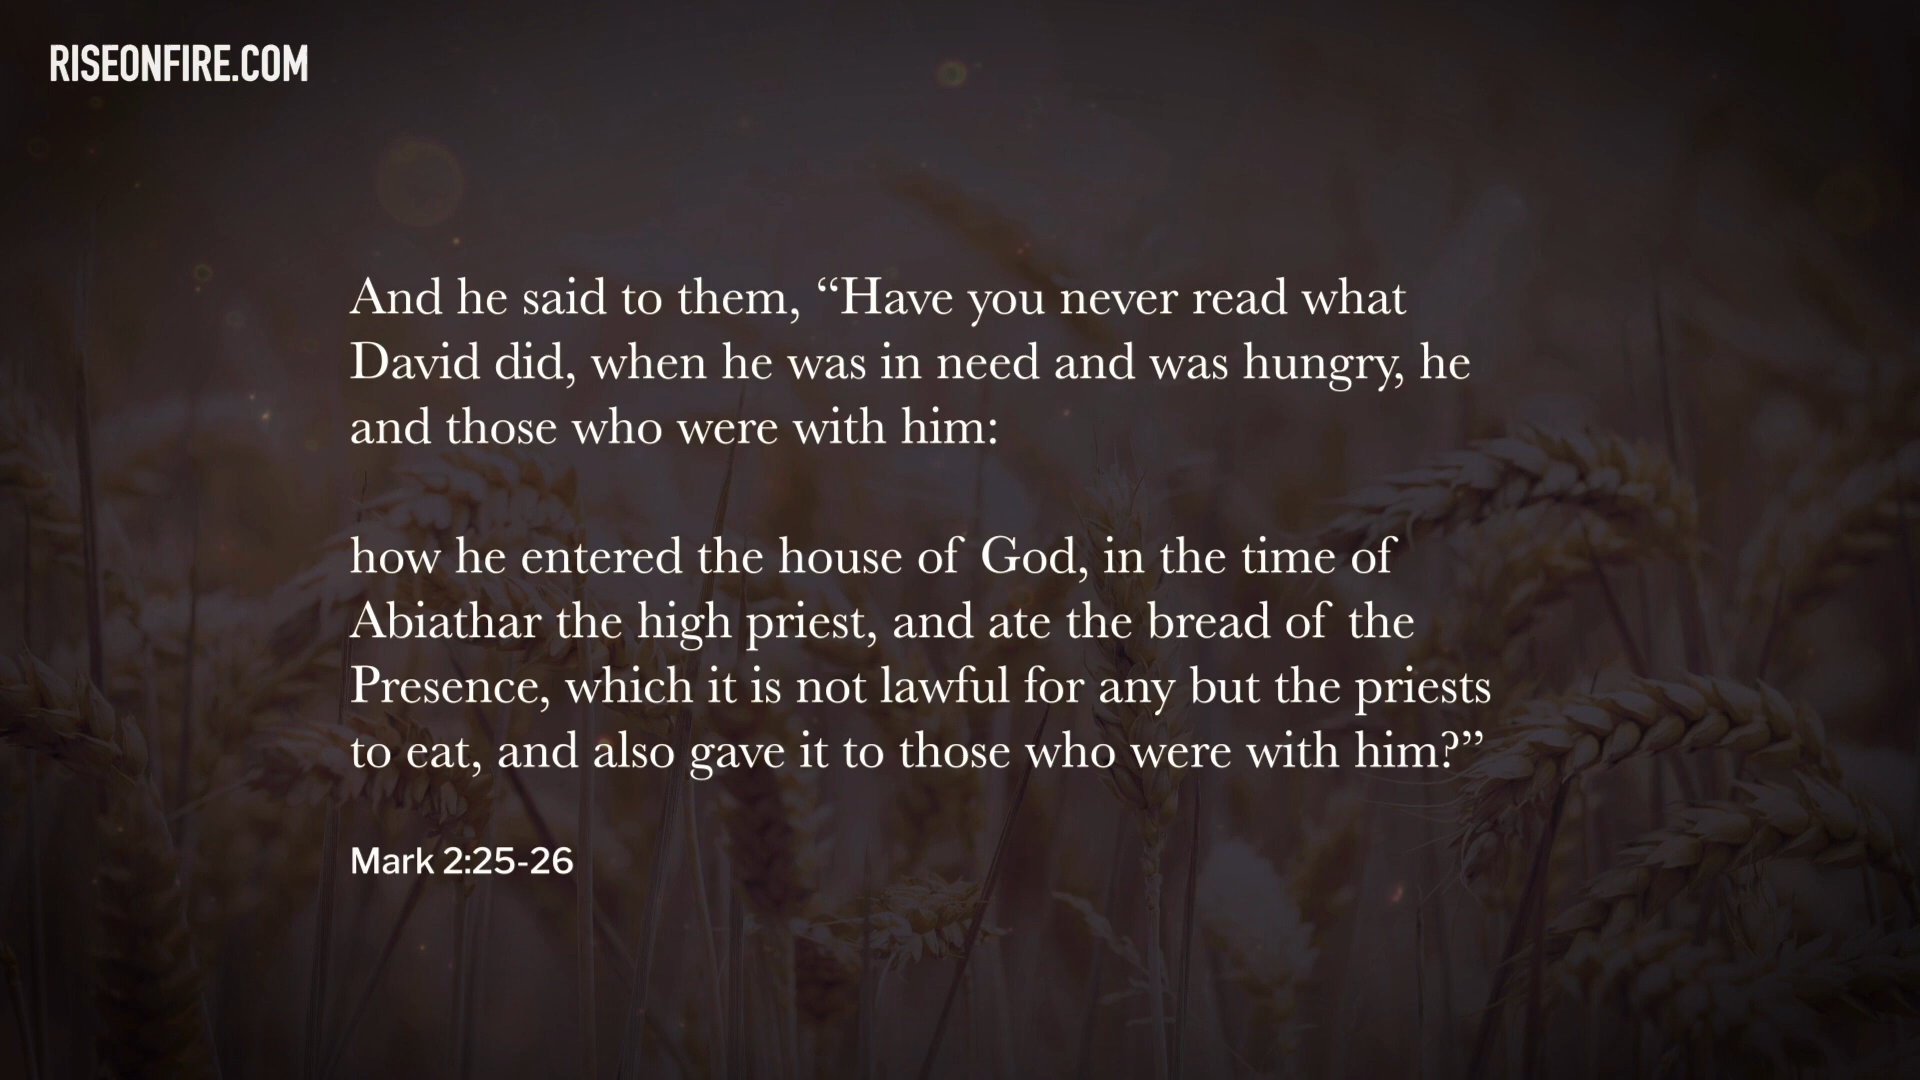 RISEONFIRE.COM
And he said to them, “Have you never read what
David did, when he was in need and was hungry, he
and those who were with him:
how he entered the house of God, in the time of
Abiathar the high priest, and ate the bread of the
Presence, which it is not lawful for any but the priests
to eat, and also gave it to those who were with him?”
Mark 2:25-26